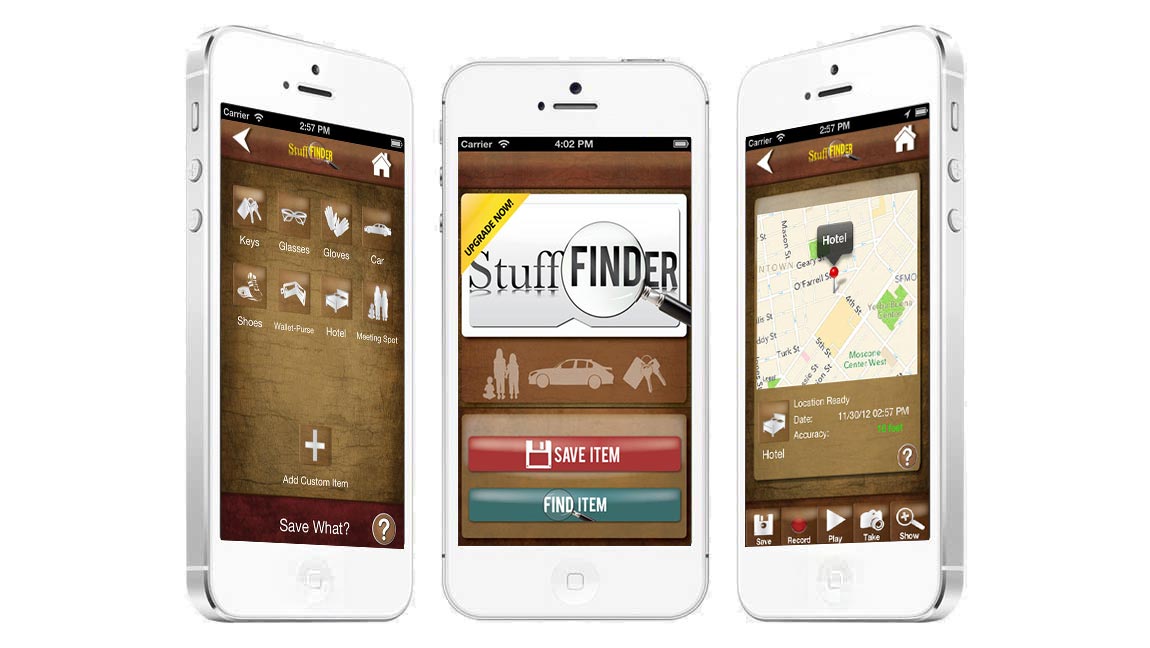 Carrier
2:57 PM
StuffFINDER
Keys
Glasses
Gloves
Car
Shoes
Wallet-Purse
Hotel
Meeting Spot
Add Custom Item
Save What?
?
Carrier
4:02 PM
UPGRADE NOW!
StuffFINDER
SAVE ITEM
FIND ITEM
Carrier
2:57 PM
StuffFINDER
Mason St
Hotel
Geary
O'Farrell St
SFMO
4th St
5th St
Turk St
Moscone
Center West
Location Ready
Date: 11/30/12 02:57 PM
Accuracy: 16 feet
Hotel
?
Save
Record
Play
Take
Show